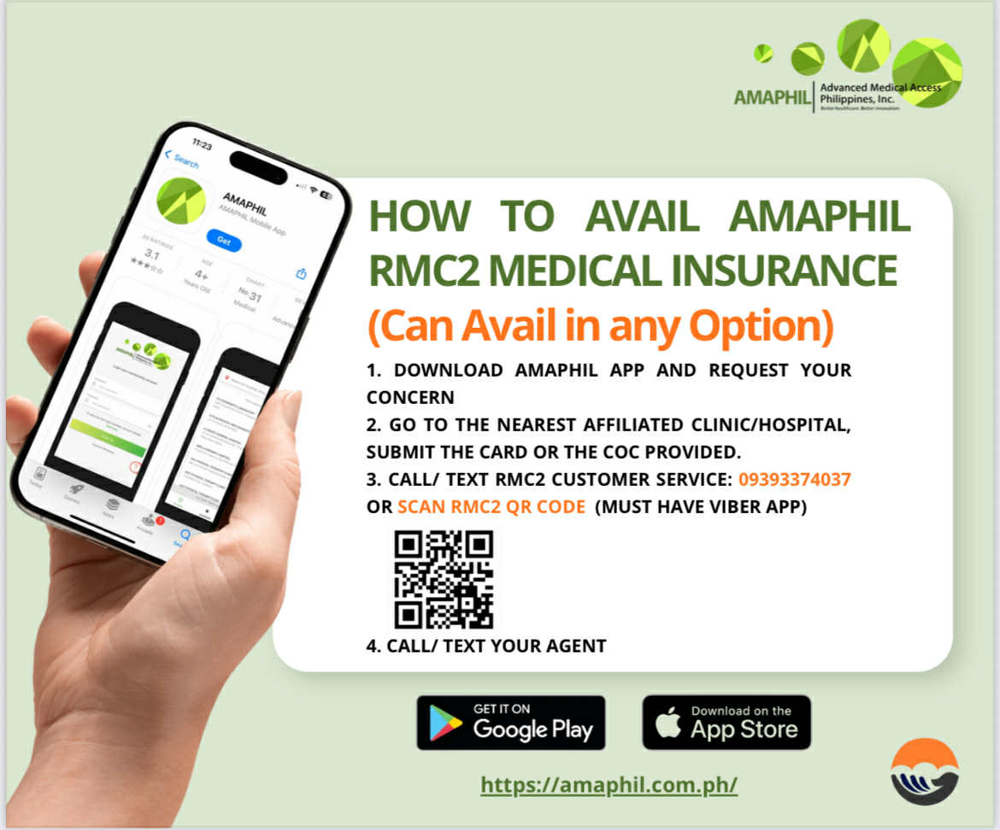 AMAPHIL
Advanced Medical Access
Philippines, Inc.
Better healthcare. Better innovation.
11:23
Search
AMAPHIL
AMAPHIL Mobile App
Get
3.1
AGE
4+
Years Old
CHART
No.31
Medical
HOW TO AVAIL AMAPHIL
RMC2 MEDICAL INSURANCE
(Can Avail in any Option)
1. DOWNLOAD AMAPHIL APP AND REQUEST YOUR
CONCERN
2. GO TO THE NEAREST AFFILIATED CLINIC/HOSPITAL,
SUBMIT THE CARD OR THE COC PROVIDED.
3. CALL/ TEXT RMC2 CUSTOMER SERVICE: 09393374037
OR SCAN RMC2 QR CODE (MUST HAVE VIBER APP)
4. CALL/ TEXT YOUR AGENT
Today
Games
Apps
Arcade
GET IT ON
Google Play
Download on the
App Store
https://amaphil.com.ph/